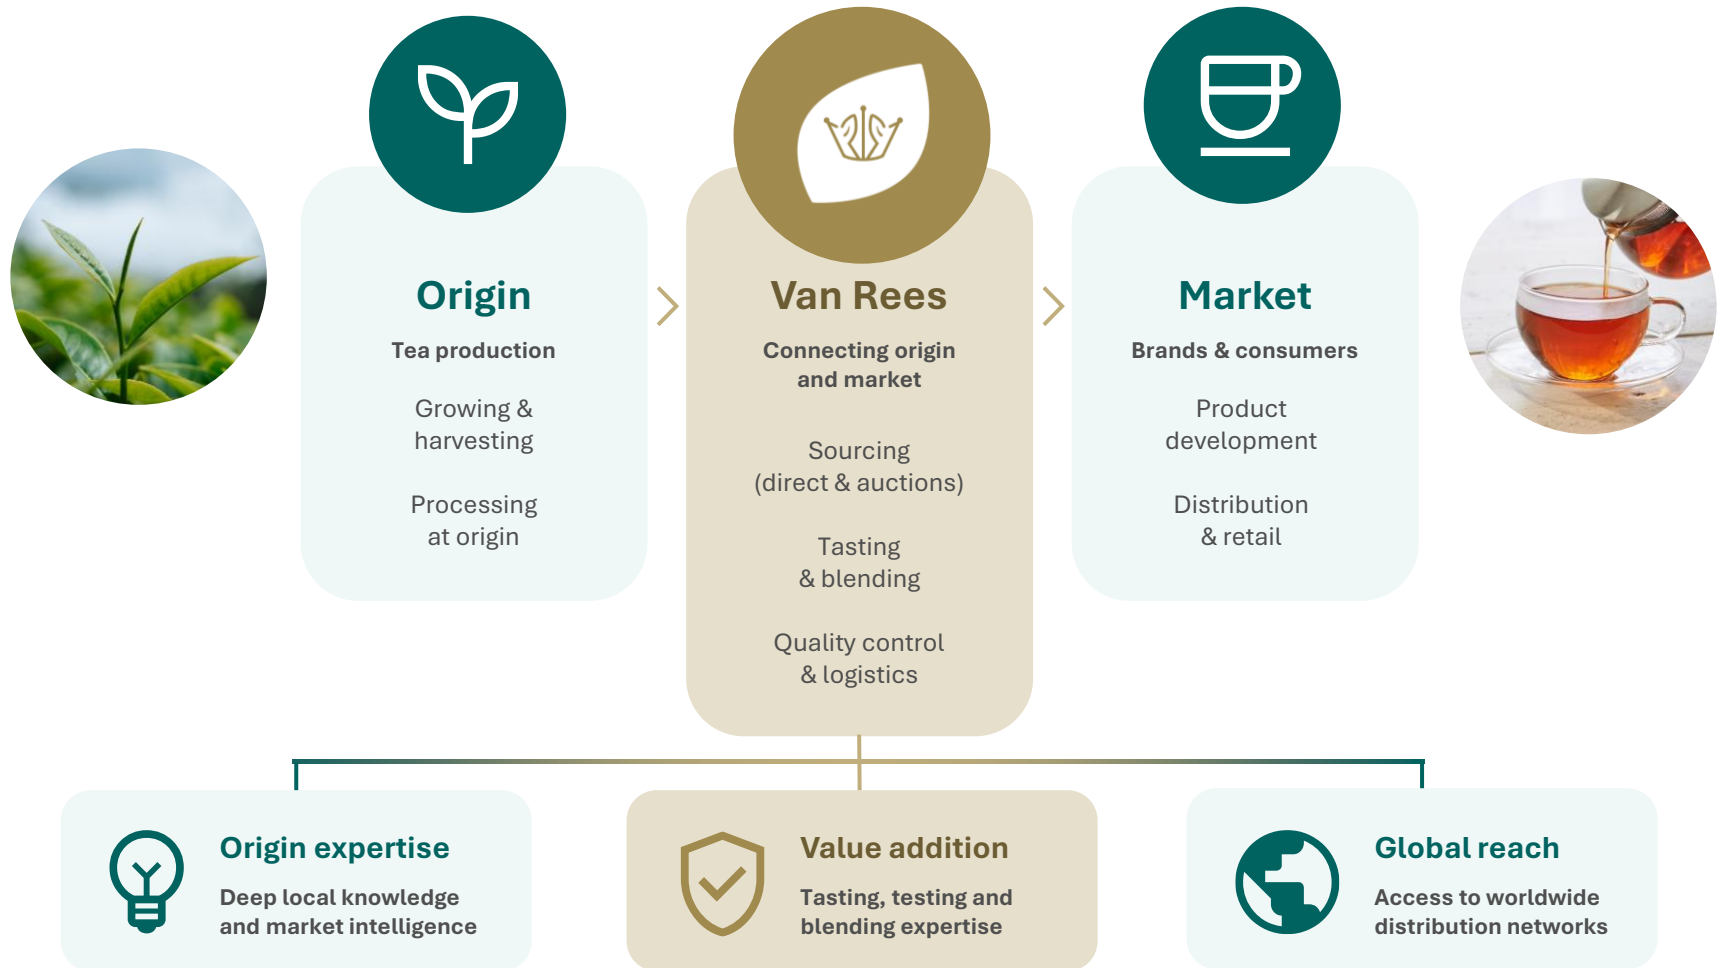 Origin
Tea production
Growing &
harvesting
Processing
at origin
Van Rees
Connecting origin
and market
Sourcing
(direct & auctions)
Tasting
& blending
Quality control
& logistics
Market
Brands & consumers
Product
development
Distribution
& retail
Origin expertise
Deep local knowledge
and market intelligence
Value addition
Tasting, testing and
blending expertise
Global reach
Access to worldwide
distribution networks